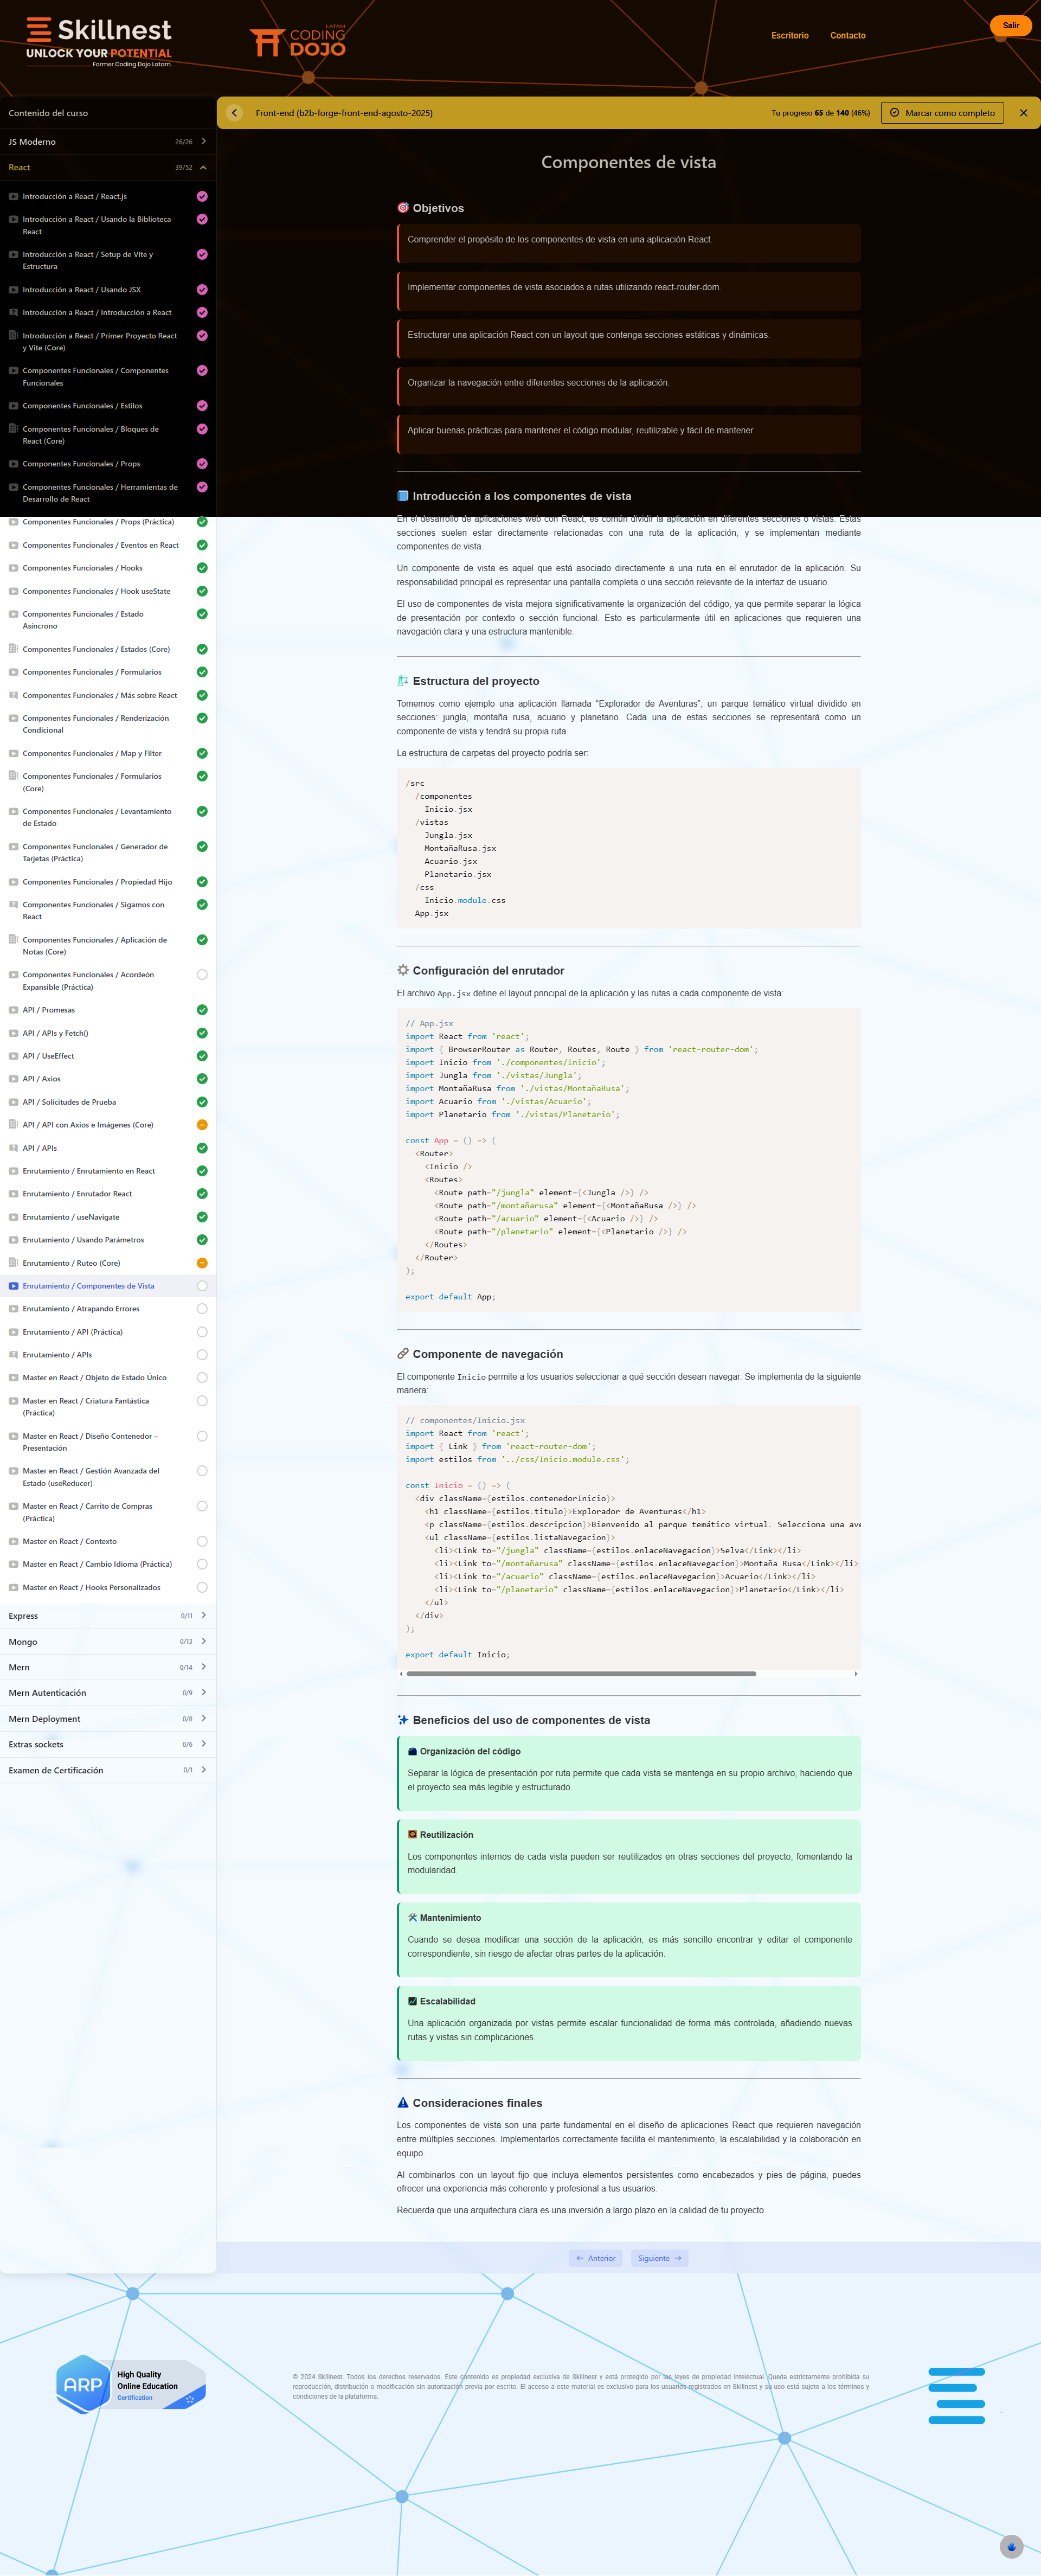 Skillnest
UNLOCK YOUR POTENTIAL
Former Coding Dojo Latam.
LATAM
CODING
DOJO
Escritorio
Contacto
Salir
Contenido del curso
JS Moderno
26/26
React
39/52
Introducción a React / React.js
Introducción a React / Usando la Biblioteca
React
Introducción a React / Setup de Vite y
Estructura
Introducción a React / Usando JSX
Introducción a React / Introducción a React
Introducción a React / Primer Proyecto React
y Vite (Core)
Componentes Funcionales / Componentes
Funcionales
Componentes Funcionales / Estilos
Componentes Funcionales / Bloques de
React (Core)
Componentes Funcionales / Props
Componentes Funcionales / Herramientas de
Desarrollo de React
Componentes Funcionales / Props (Práctica)
Componentes Funcionales / Eventos en React
Componentes Funcionales / Hooks
Componentes Funcionales / Hook useState
Componentes Funcionales / Estado
Asíncrono
Componentes Funcionales / Estados (Core)
Componentes Funcionales / Formularios
Componentes Funcionales / Más sobre React
Componentes Funcionales / Renderización
Condicional
Componentes Funcionales / Map y Filter
Componentes Funcionales / Formularios
(Core)
Componentes Funcionales / Levantamiento
de Estado
Componentes Funcionales / Generador de
Tarjetas (Práctica)
Componentes Funcionales / Propiedad Hijo
Componentes Funcionales / Sigamos con
React
Componentes Funcionales / Aplicación de
Notas (Core)
Componentes Funcionales / Acordeón
Expansible (Práctica)
API / Promesas
API / APIs y Fetch()
API / UseEffect
API / Axios
API / Solicitudes de Prueba
API / API con Axios e Imágenes (Core)
API / APIs
Enrutamiento / Enrutamiento en React
Enrutamiento / Enrutador React
Enrutamiento / useNavigate
Enrutamiento / Usando Parámetros
Enrutamiento / Ruteo (Core)
Enrutamiento / Componentes de Vista
Enrutamiento / Atrapando Errores
Enrutamiento / API (Práctica)
Enrutamiento / APIs
Master en React / Objeto de Estado Único
Master en React / Criatura Fantástica
(Práctica)
Master en React / Diseño Contenedor –
Presentación
Master en React / Gestión Avanzada del
Estado (useReducer)
Master en React / Carrito de Compras
(Práctica)
Master en React / Contexto
Master en React / Cambio Idioma (Práctica)
Master en React / Hooks Personalizados
Express
0/11
Mongo
0/13
Mern
0/14
Mern Autenticación
0/9
Mern Deployment
0/8
Extras sockets
0/6
Examen de Certificación
0/1
Front-end (b2b-forge-front-end-agosto-2025)
Tu progreso 65 de 140 (46%)
Marcar como completo
Componentes de vista
Objetivos
Comprender el propósito de los componentes de vista en una aplicación React.
Implementar componentes de vista asociados a rutas utilizando react-router-dom.
Estructurar una aplicación React con un layout que contenga secciones estáticas y dinámicas.
Organizar la navegación entre diferentes secciones de la aplicación.
Aplicar buenas prácticas para mantener el código modular, reutilizable y fácil de mantener.
Introducción a los componentes de vista
En el desarrollo de aplicaciones web con React, es común dividir la aplicación en diferentes secciones o vistas. Estas
secciones suelen estar directamente relacionadas con una ruta de la aplicación, y se implementan mediante
componentes de vista.
Un componente de vista es aquel que está asociado directamente a una ruta en el enrutador de la aplicación. Su
responsabilidad principal es representar una pantalla completa o una sección relevante de la interfaz de usuario.
El uso de componentes de vista mejora significativamente la organización del código, ya que permite separar la lógica
de presentación por contexto o sección funcional. Esto es particularmente útil en aplicaciones que requieren una
navegación clara y una estructura mantenible.
Estructura del proyecto
Tomemos como ejemplo una aplicación llamada "Explorador de Aventuras", un parque temático virtual dividido en
secciones: jungla, montaña rusa, acuario y planetario. Cada una de estas secciones se representará como un
componente de vista y tendrá su propia ruta.
La estructura de carpetas del proyecto podría ser:
/src
  /componentes
    Inicio.jsx
  /vistas
    Jungla.jsx
    MontañaRusa.jsx
    Acuario.jsx
    Planetario.jsx
  /css
    Inicio.module.css
  App.jsx
Configuración del enrutador
El archivo App.jsx define el layout principal de la aplicación y las rutas a cada componente de vista:
// App.jsx
import React from 'react';
import { BrowserRouter as Router, Routes, Route } from 'react-router-dom';
import Inicio from './componentes/Inicio';
import Jungla from './vistas/Jungla';
import MontañaRusa from './vistas/MontañaRusa';
import Acuario from './vistas/Acuario';
import Planetario from './vistas/Planetario';
const App = () => (
  <Router>
    <Inicio />
    <Routes>
      <Route path="/jungla" element={<Jungla />} />
      <Route path="/montañarusa" element={<MontañaRusa />} />
      <Route path="/acuario" element={<Acuario />} />
      <Route path="/planetario" element={<Planetario />} />
    </Routes>
  </Router>
);
export default App;
Componente de navegación
El componente Inicio permite a los usuarios seleccionar a qué sección desean navegar. Se implementa de la siguiente
manera:
// componentes/Inicio.jsx
import React from 'react';
import { Link } from 'react-router-dom';
import estilos from '../css/Inicio.module.css';
const Inicio = () => (
  <div className={estilos.contenedorInicio}>
    <h1 className={estilos.titulo}>Explorador de Aventuras</h1>
    <p className={estilos.descripcion}>Bienvenido al parque temático virtual. Selecciona una ave
    <ul className={estilos.listaNavegacion}>
      <li><Link to="/jungla" className={estilos.enlaceNavegacion}>Selva</Link></li>
      <li><Link to="/montañarusa" className={estilos.enlaceNavegacion}>Montaña Rusa</Link></li>
      <li><Link to="/acuario" className={estilos.enlaceNavegacion}>Acuario</Link></li>
      <li><Link to="/planetario" className={estilos.enlaceNavegacion}>Planetario</Link></li>
    </ul>
  </div>
);
export default Inicio;
Beneficios del uso de componentes de vista
Organización del código
Separar la lógica de presentación por ruta permite que cada vista se mantenga en su propio archivo, haciendo que
el proyecto sea más legible y estructurado.
Reutilización
Los componentes internos de cada vista pueden ser reutilizados en otras secciones del proyecto, fomentando la
modularidad.
Mantenimiento
Cuando se desea modificar una sección de la aplicación, es más sencillo encontrar y editar el componente
correspondiente, sin riesgo de afectar otras partes de la aplicación.
Escalabilidad
Una aplicación organizada por vistas permite escalar funcionalidad de forma más controlada, añadiendo nuevas
rutas y vistas sin complicaciones.
Consideraciones finales
Los componentes de vista son una parte fundamental en el diseño de aplicaciones React que requieren navegación
entre múltiples secciones. Implementarlos correctamente facilita el mantenimiento, la escalabilidad y la colaboración en
equipo.
Al combinarlos con un layout fijo que incluya elementos persistentes como encabezados y pies de página, puedes
ofrecer una experiencia más coherente y profesional a tus usuarios.
Recuerda que una arquitectura clara es una inversión a largo plazo en la calidad de tu proyecto.
Anterior
Siguiente
ARP
High Quality
Online Education
Certification
© 2024 Skillnest. Todos los derechos reservados. Este contenido es propiedad exclusiva de Skillnest y está protegido por las leyes de propiedad intelectual. Queda estrictamente prohibida su
reproducción, distribución o modificación sin autorización previa por escrito. El acceso a este material es exclusivo para los usuarios registrados en Skillnest y su uso está sujeto a los términos y
condiciones de la plataforma.